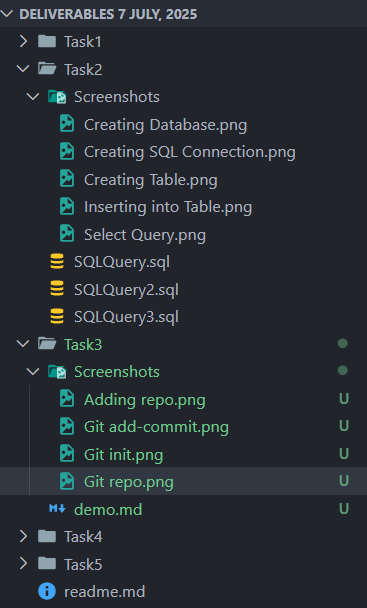 DELIVERABLES 7 JULY, 2025
Task1
Task2
Screenshots
Creating Database.png
Creating SQL Connection.png
Creating Table.png
Inserting into Table.png
Select Query.png
SQLQuery.sql
SQLQuery2.sql
SQLQuery3.sql
Task3
Screenshots
Adding repo.png U
Git add-commit.png U
Git init.png U
Git repo.png U
demo.md U
Task4
Task5
readme.md